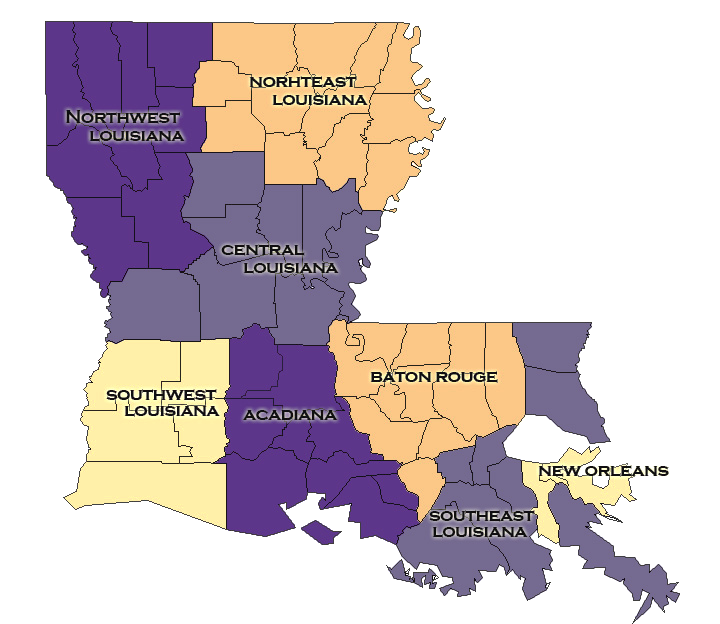 NORHTEAST
LOUISIANA
NORTHWEST
LOUISIANA
CENTRAL
LOUISIANA
BATON ROUGE
SOUTHWEST
LOUISIANA
ACADIANA
NEW ORLEANS
SOUTHEAST
LOUISIANA